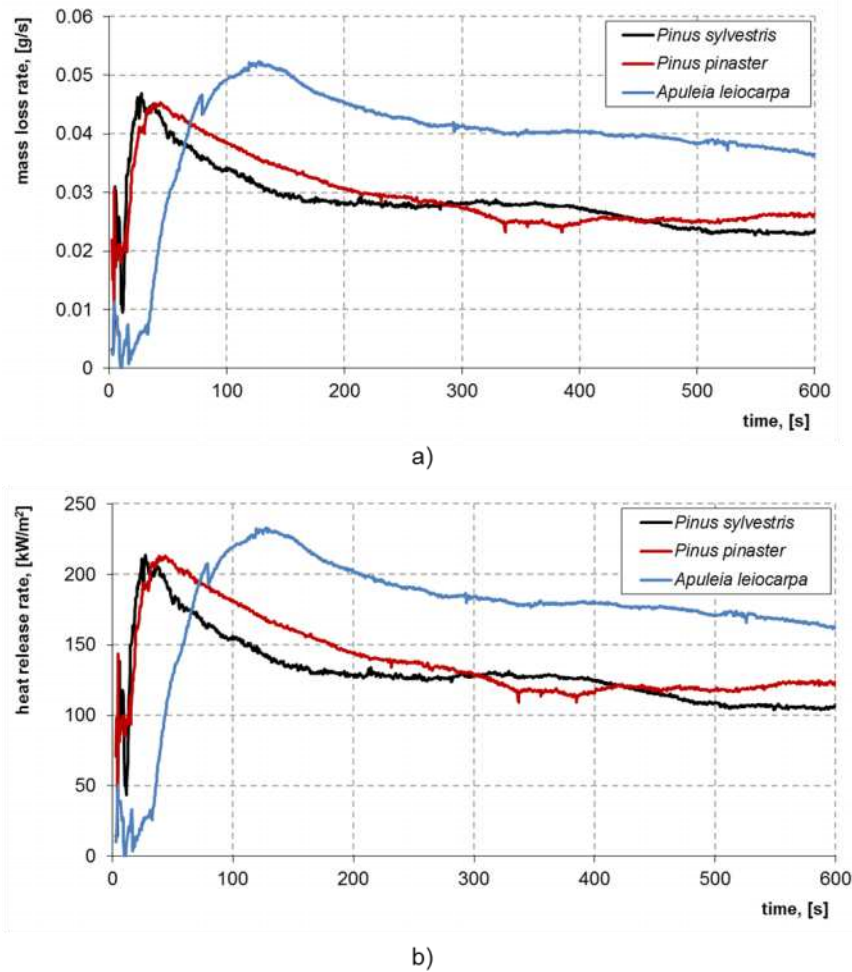 0.06
0.05
0.04
0.03
0.02
0.01
0
mass loss rate, [g/s]
Pinus sylvestris
Pinus pinaster
Apuleia leiocarpa
0 100 200 300 400 500 600
time, [s]
a)
250
200
150
100
50
0
heat release rate, [kW/m²]
Pinus sylvestris
Pinus pinaster
Apuleia leiocarpa
0 100 200 300 400 500 600
time, [s]
b)